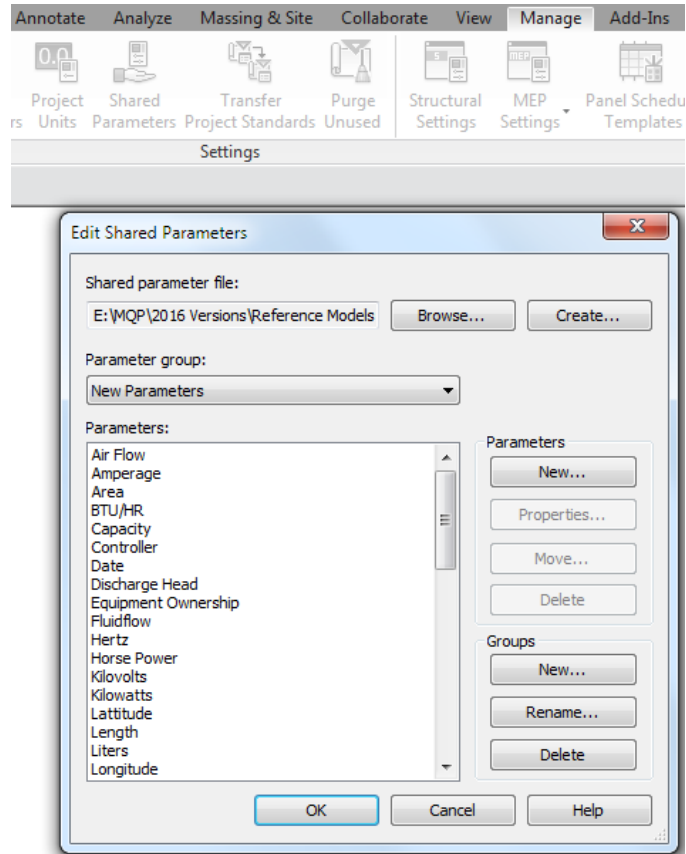 Annotate Analyze Massing & Site Collaborate View Manage Add-Ins
0.0
S
MEP
Project Shared Transfer Purge Structural MEP Panel Schedu
rs Units Parameters Project Standards Unused Settings Settings Templates
Settings
Edit Shared Parameters
Shared parameter file:
E:\MQP\2016 Versions\Reference Models Browse... Create...
Parameter group:
New Parameters
Parameters:
Air Flow
Amperage
Area
BTU/HR
Capacity
Controller
Date
Discharge Head
Equipment Ownership
Fluidflow
Hertz
Horse Power
Kilovolts
Kilowatts
Lattitude
Length
Liters
Longitude
Parameters
New...
Properties...
Move...
Delete
Groups
New...
Rename...
Delete
OK Cancel Help